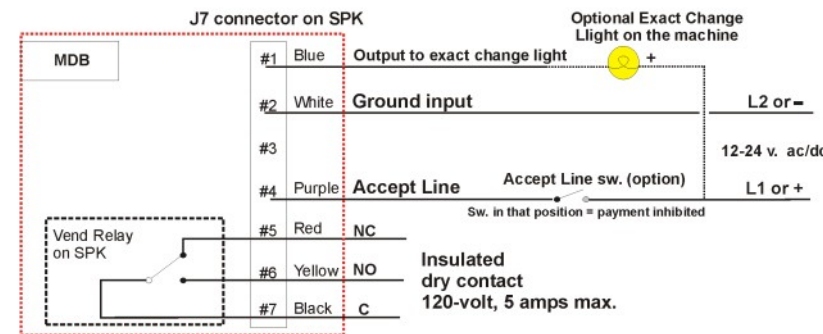 J7 connector on SPK
Optional Exact Change
Llight on the machine
MDB
#1 Blue Output to exact change light +
#2 White Ground input L2 or -
#3
12-24 v. ac/dc
#4 Purple Accept Line Accept Line sw. (option) L1 or +
Sw. in that position = payment inhibited
Vend Relay
on SPK
#5 Red NC
#6 Yellow NO
#7 Black C
Insulated
dry contact
120-volt, 5 amps max.